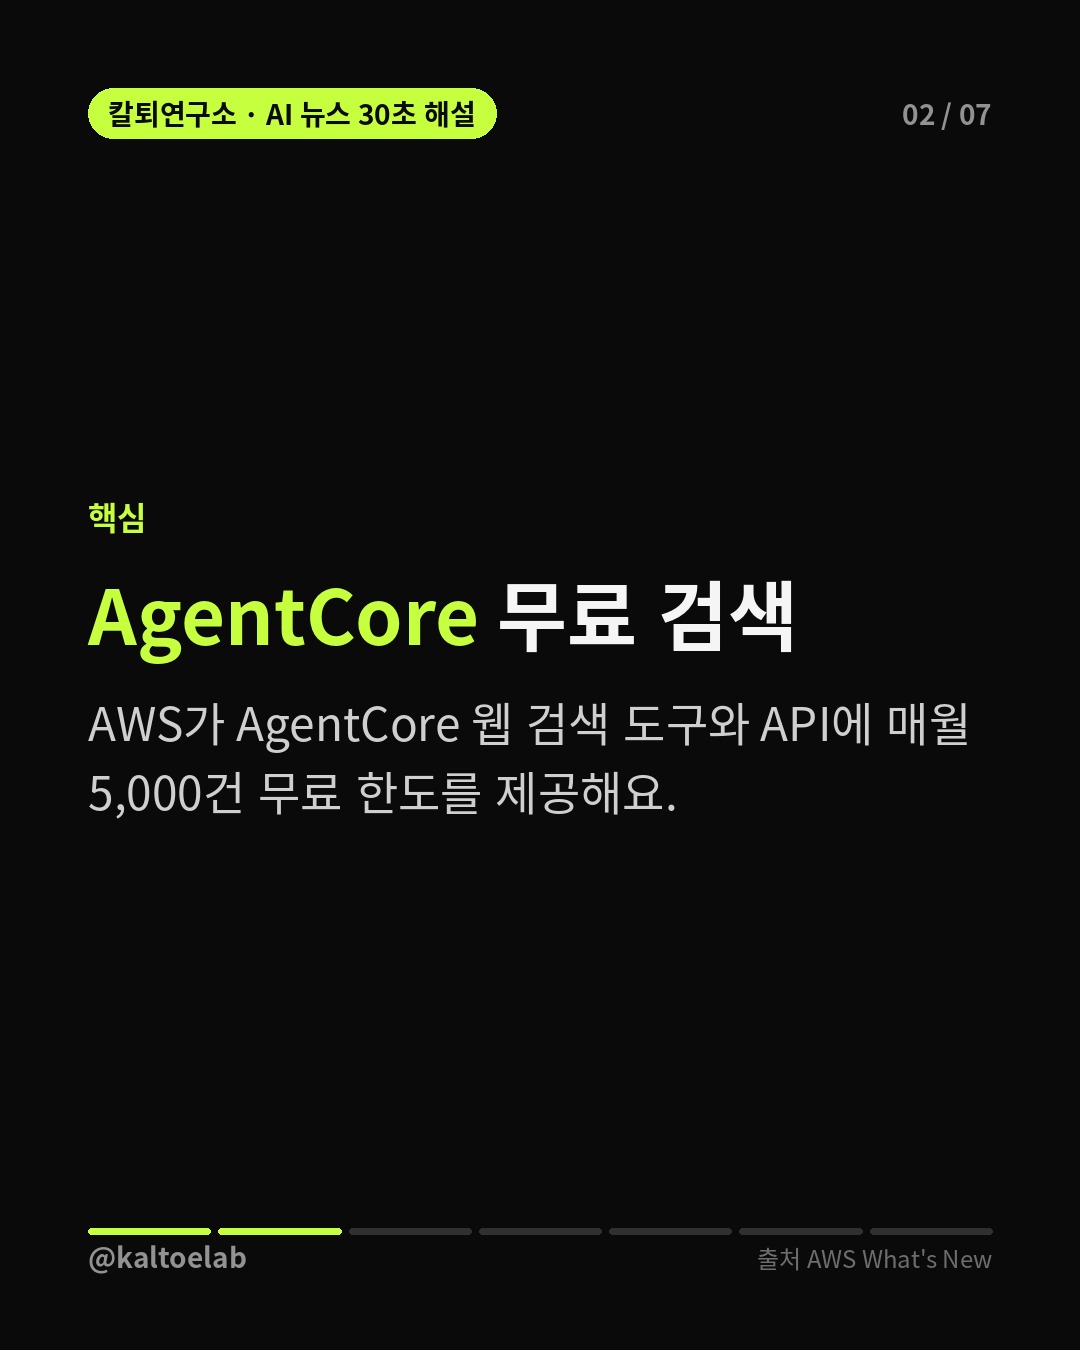 칼퇴연구소 · AI 뉴스 30초 해설
02 / 07
핵심
AgentCore 무료 검색
AWS가 AgentCore 웹 검색 도구와 API에 매월
5,000건 무료 한도를 제공해요.
@kaltoelab
출처 AWS What's New